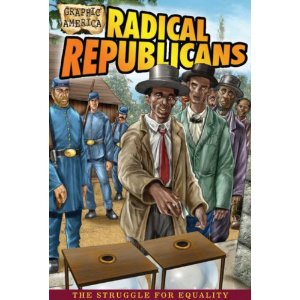 GRAPHIC
AMERICA
RADICAL
REPUBLICANS
THE STRUGGLE FOR EQUALITY